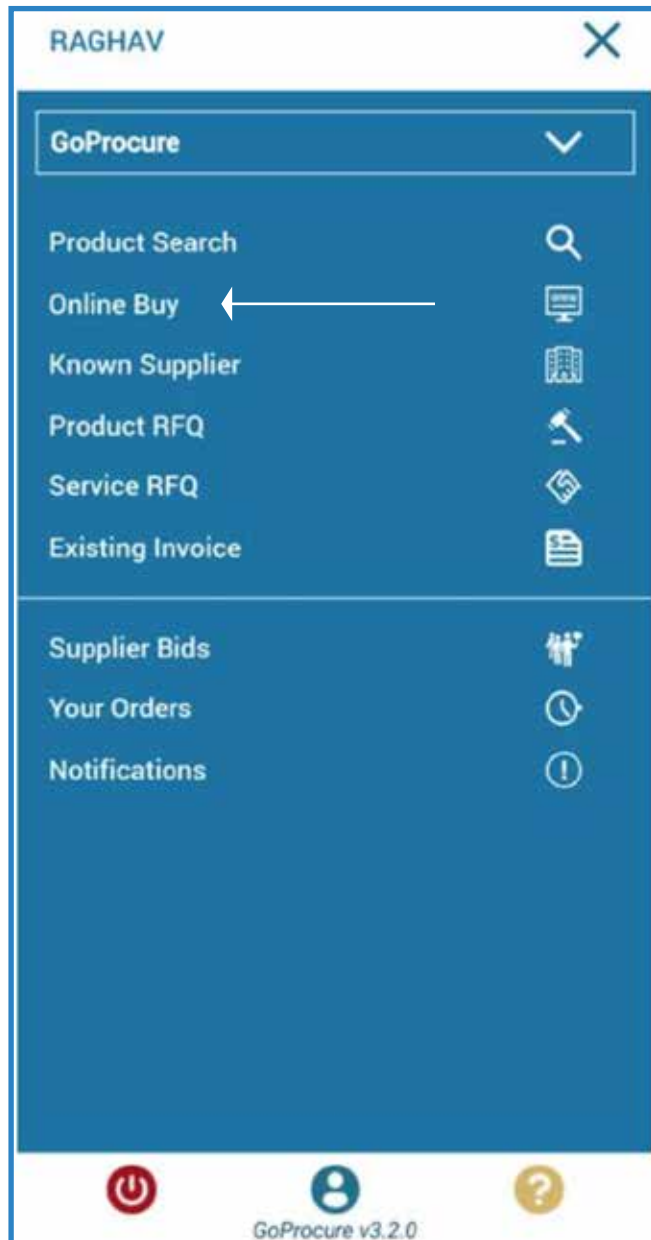 RAGHAV
GoProcure
Product Search
Online Buy
Known Supplier
Product RFQ
Service RFQ
Existing Invoice
Supplier Bids
Your Orders
Notifications
GoProcure v3.2.0